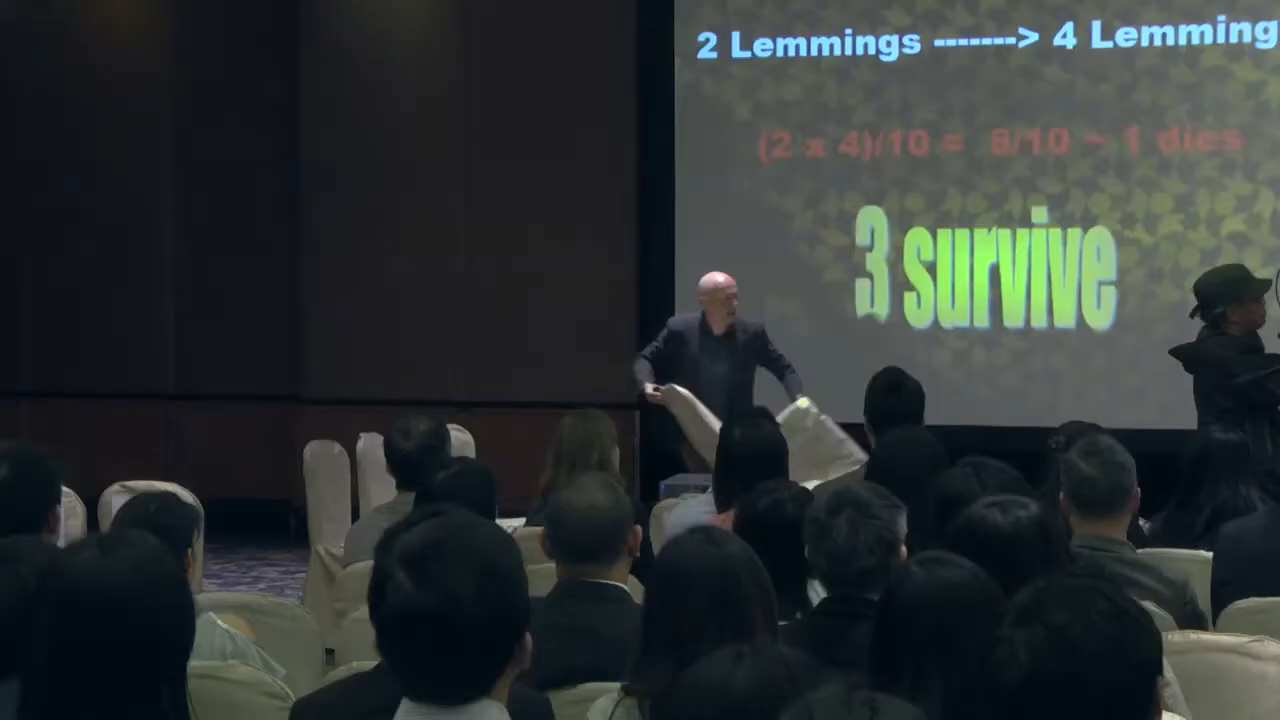 2 Lemmings -------> 4 Lemming
(2 x 4)/10 = 8/10 ~ 1 dies
3 survive